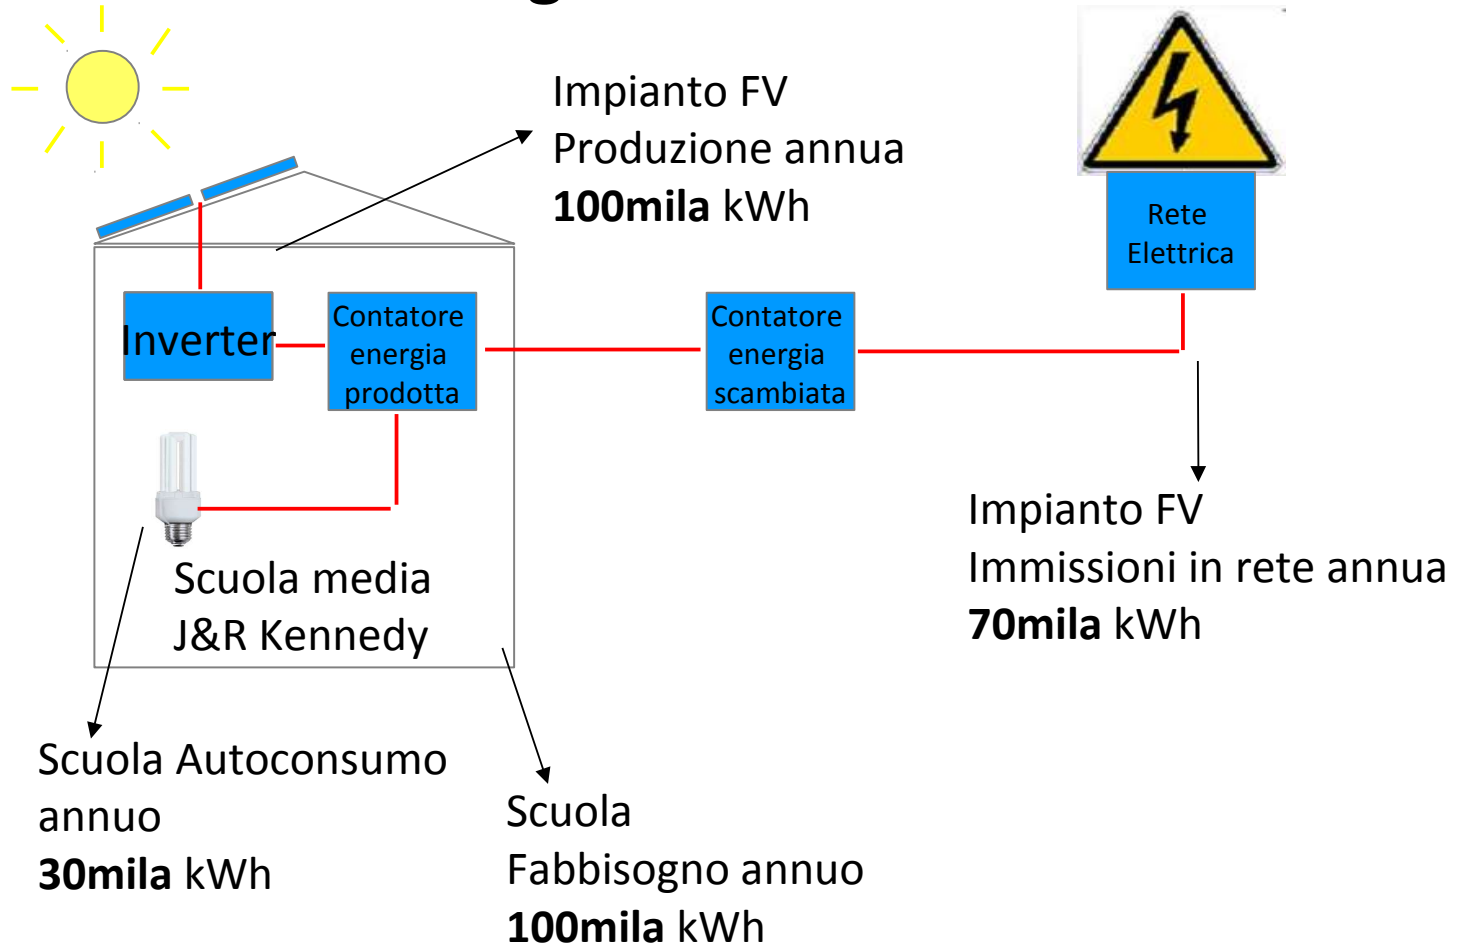 Impianto FV
Produzione annua
100mila kWh
Rete
Elettrica
Inverter
Contatore
energia
prodotta
Contatore
energia
scambiata
Impianto FV
Immissioni in rete annua
70mila kWh
Scuola media
J&R Kennedy
Scuola Autoconsumo
annuo
30mila kWh
Scuola
Fabbisogno annuo
100mila kWh